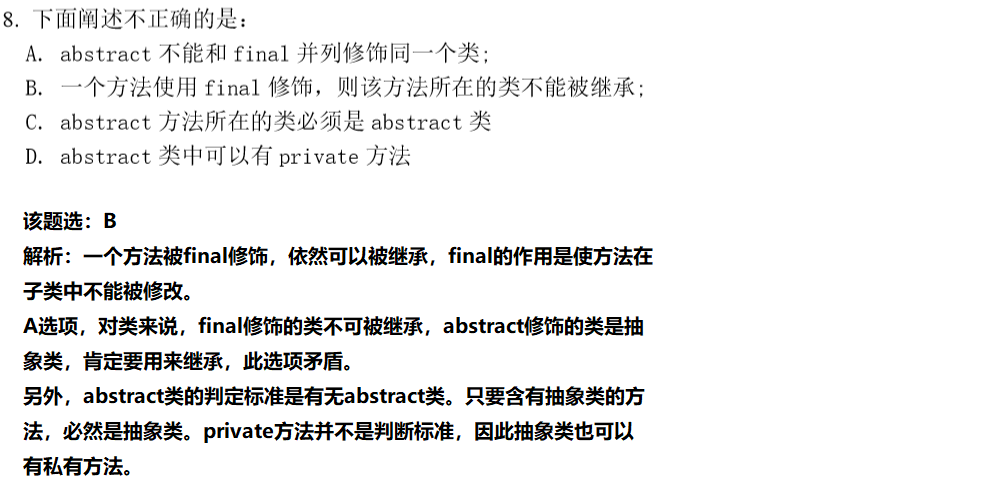 8. 下面阐述不正确的是：
A. abstract 不能和 final 并列修饰同一个类;
B. 一个方法使用 final 修饰，则该方法所在的类不能被继承;
C. abstract 方法所在的类必须是 abstract 类
D. abstract 类中可以有 private 方法
该题选：B
解析：一个方法被final修饰，依然可以被继承，final的作用是使方法在
子类中不能被修改。
A选项，对类来说，final修饰的类不可被继承，abstract修饰的类是抽
象类，肯定要用来继承，此选项矛盾。
另外，abstract类的判定标准是有无abstract类。只要含有抽象类的方
法，必然是抽象类。private方法并不是判断标准，因此抽象类也可以
有私有方法。